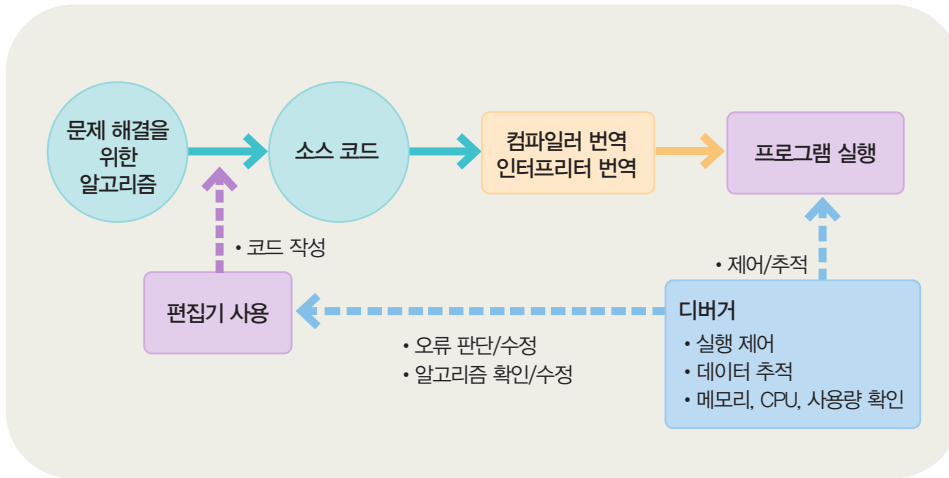 문제 해결을
위한
알고리즘
소스 코드
컴파일러 번역
인터프리터 번역
프로그램 실행
• 코드 작성
• 제어/추적
편집기 사용
• 오류 판단/수정
• 알고리즘 확인/수정
디버거
• 실행 제어
• 데이터 추적
• 메모리, CPU, 사용량 확인